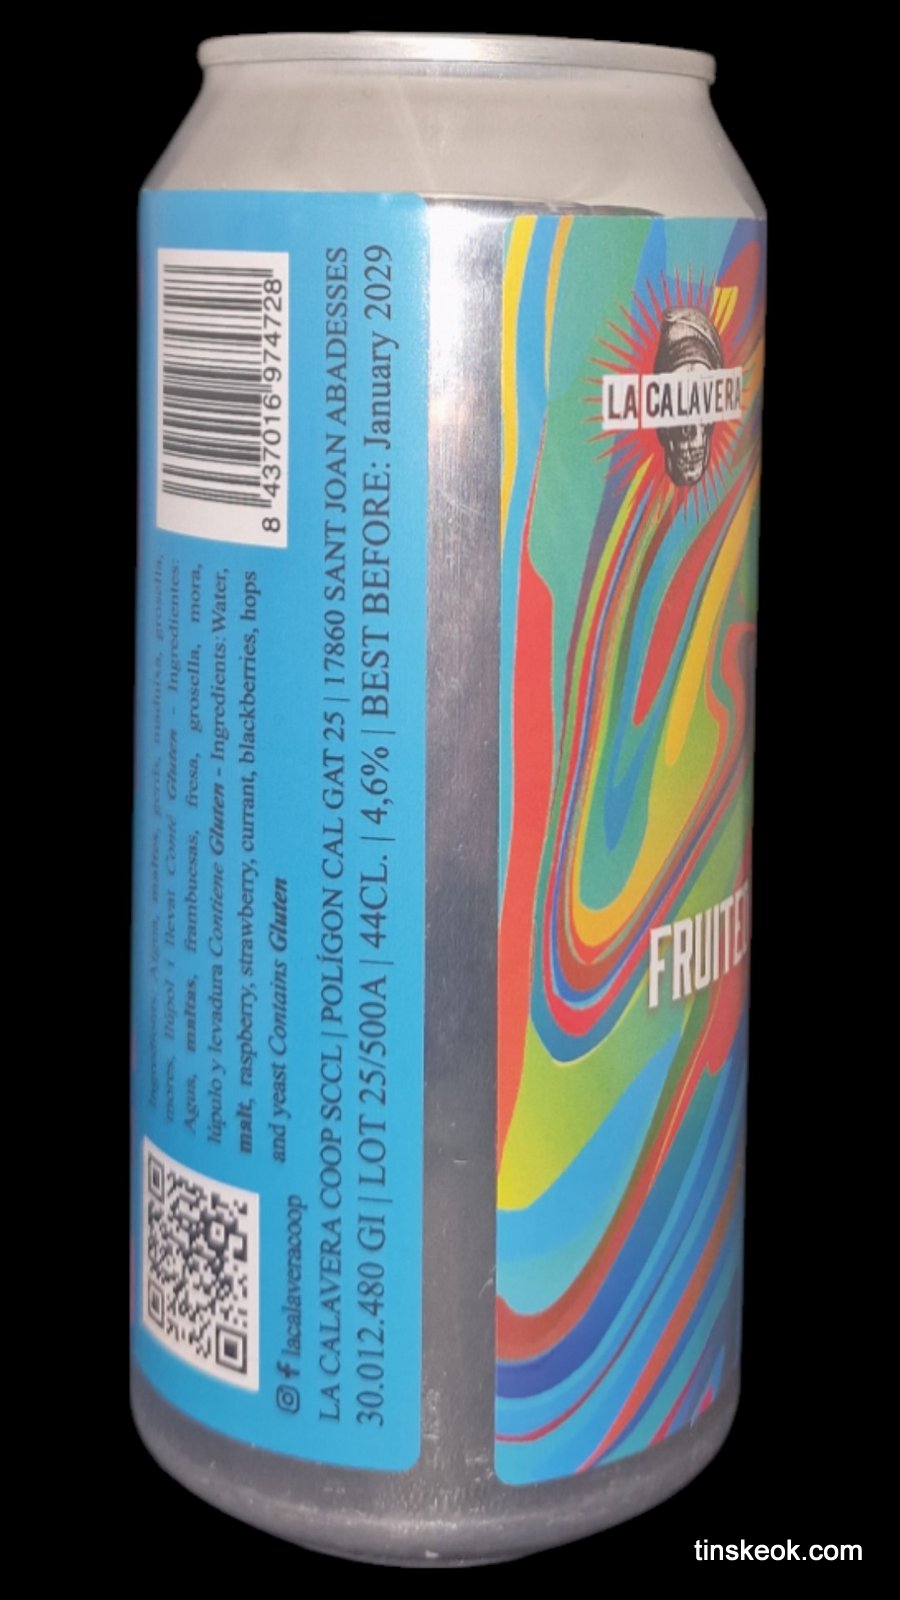 Ingredients: Aigua, maltes, gerds, maduixa, grosella,
mores, llúpol i llevat Conté Gluten - Ingredientes:
Agua, maltas, frambuesas, fresa, grosella, mora,
lúpulo y levadura Contiene Gluten - Ingredients: Water,
malt, raspberry, strawberry, currant, blackberries, hops
and yeast Contains Gluten
8 437016 974728
lacalaveracoop
LA CALAVERA COOP SCCL | POLÍGON CAL GAT 25 | 17860 SANT JOAN ABADESSES
30.012.480 GI | LOT 25/500A | 44CL. | 4,6% | BEST BEFORE: January 2029
LA CALAVERA
FRUITED
tinskeok.com